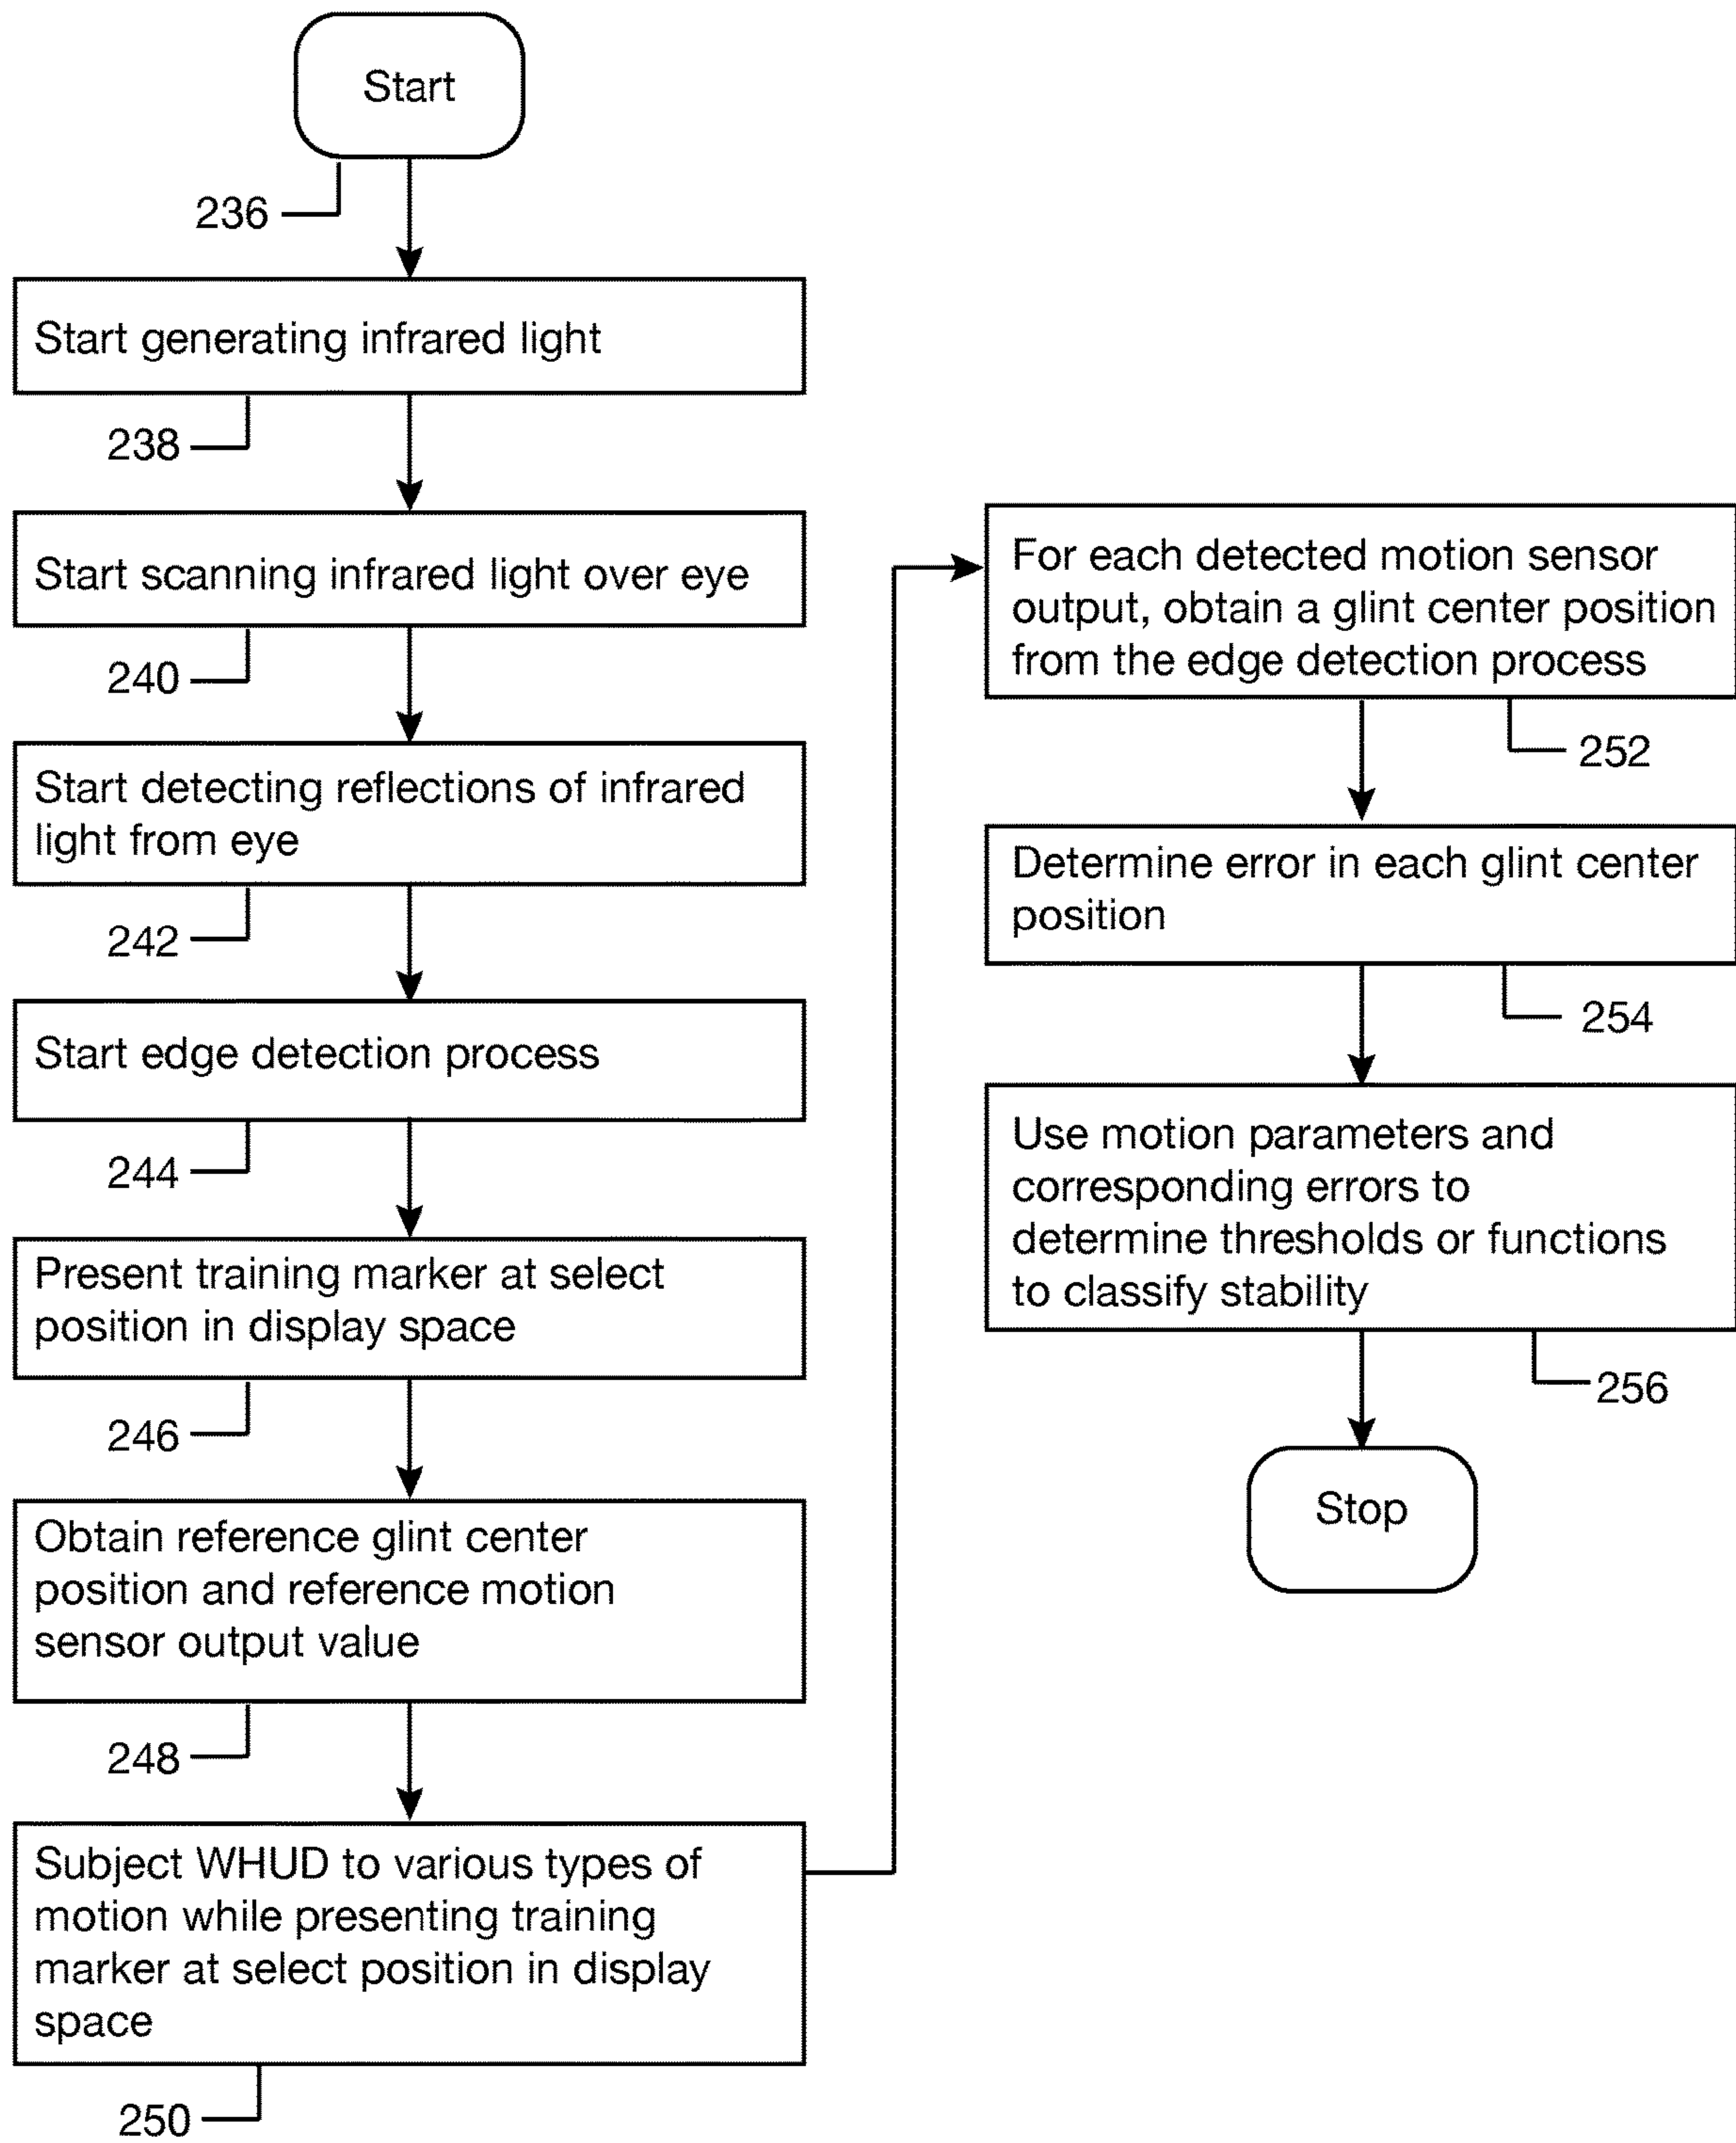 Start
236
Start generating infrared light
238
Start scanning infrared light over eye
240
Start detecting reflections of infrared
light from eye
242
Start edge detection process
244
Present training marker at select
position in display space
246
Obtain reference glint center
position and reference motion
sensor output value
248
Subject WHUD to various types of
motion while presenting training
marker at select position in display
space
250
For each detected motion sensor
output, obtain a glint center position
from the edge detection process
252
Determine error in each glint center
position
254
Use motion parameters and
corresponding errors to
determine thresholds or functions
to classify stability
256
Stop